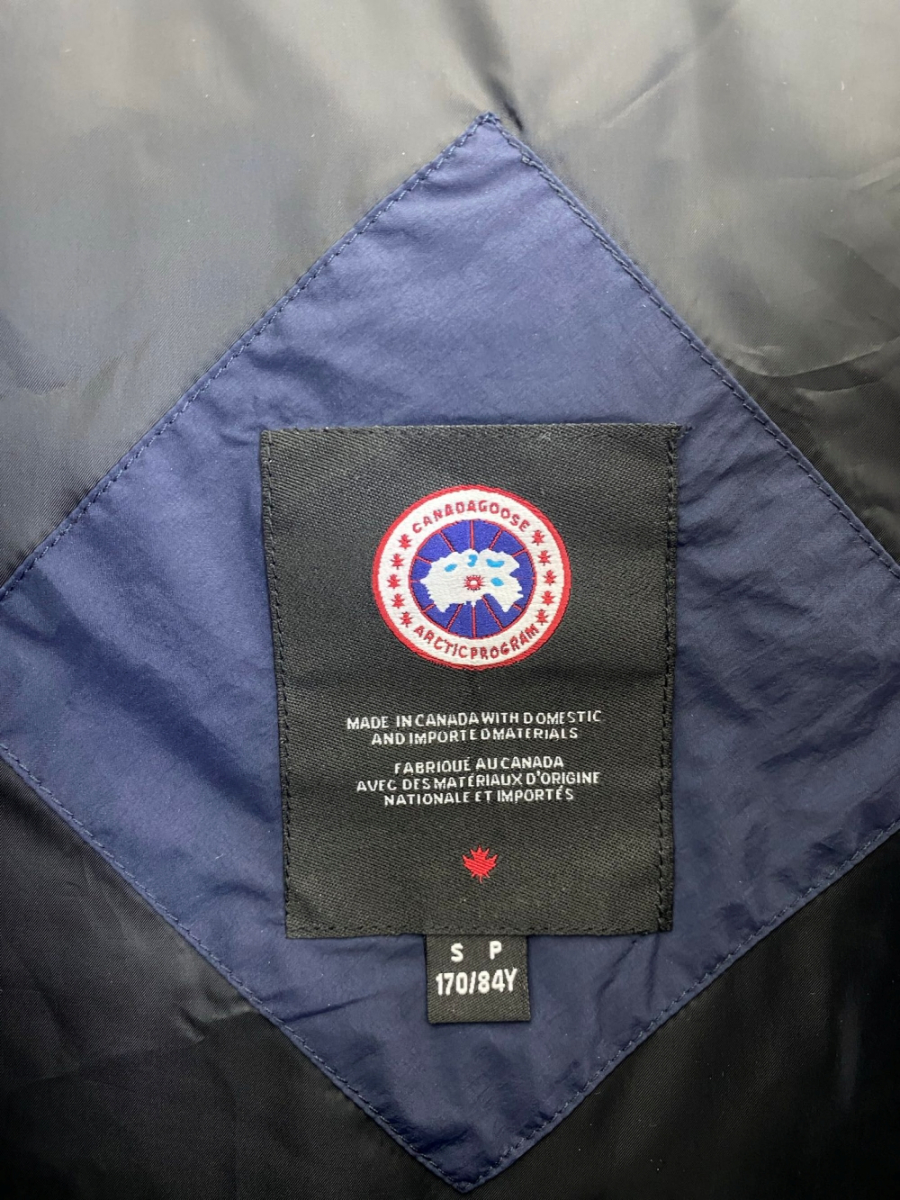 CANADA GOOSE
ARCTIC PROGRAM
MADE IN CANADA WITH DOMESTIC
AND IMPORTED MATERIALS
FABRIQUÉ AU CANADA
AVEC DES MATÉRIAUX D'ORIGINE
NATIONALE ET IMPORTÉS
S P
170/84Y